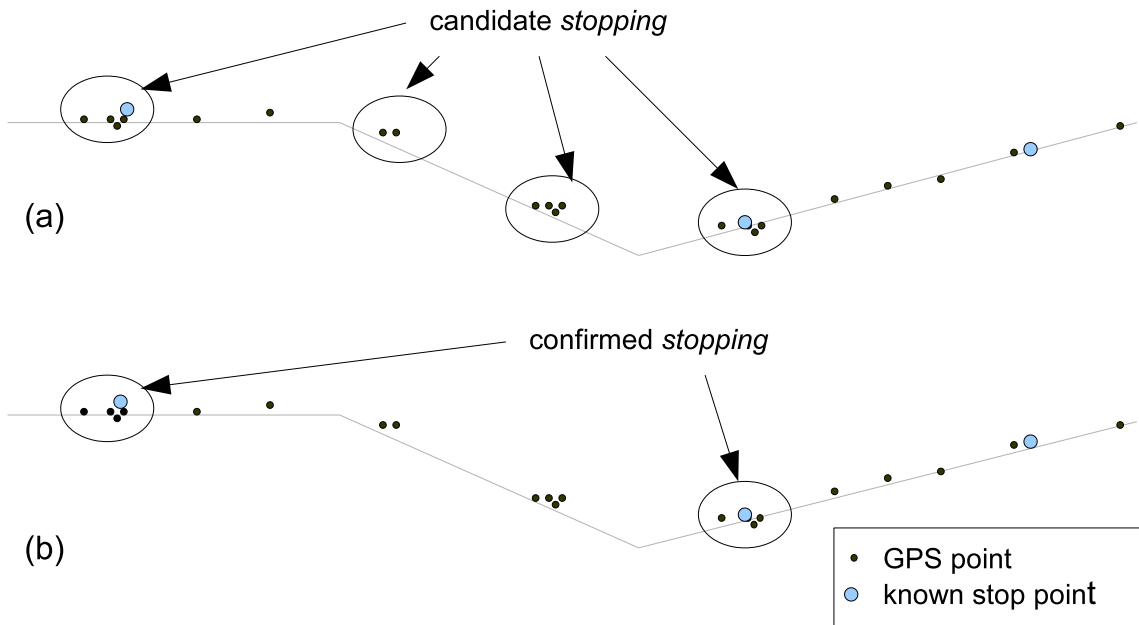 candidate stopping
(a)
confirmed stopping
(b)
GPS point
known stop point